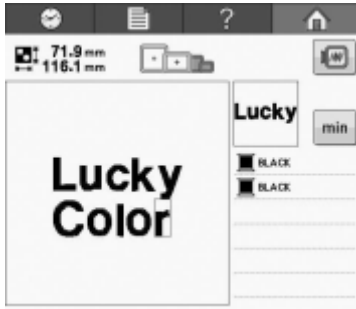 ?
71.9 mm
116.1 mm
Lucky
min
BLACK
BLACK
Lucky
Color